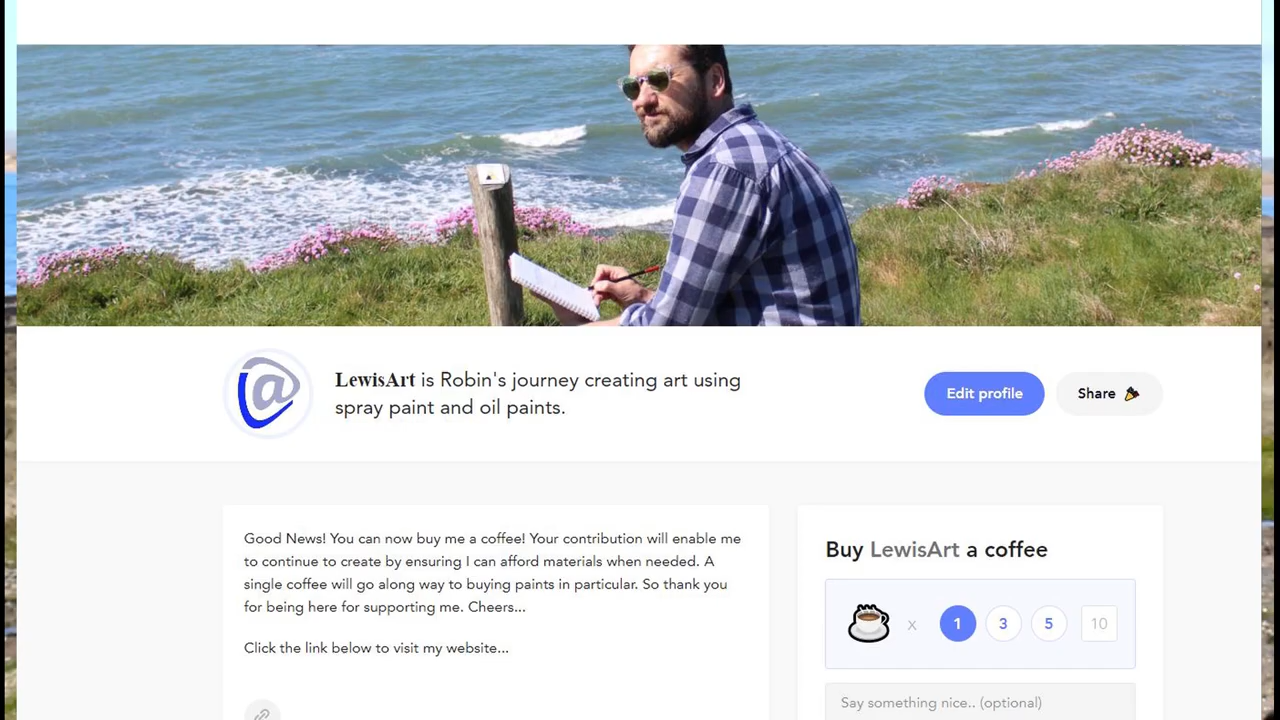 LewisArt is Robin's journey creating art using
spray paint and oil paints.
Edit profile
Share
Good News! You can now buy me a coffee! Your contribution will enable me
to continue to create by ensuring I can afford materials when needed. A
single coffee will go along way to buying paints in particular. So thank you
for being here for supporting me. Cheers...
Click the link below to visit my website...
Buy LewisArt a coffee
x 1 3 5 10
Say something nice.. (optional)